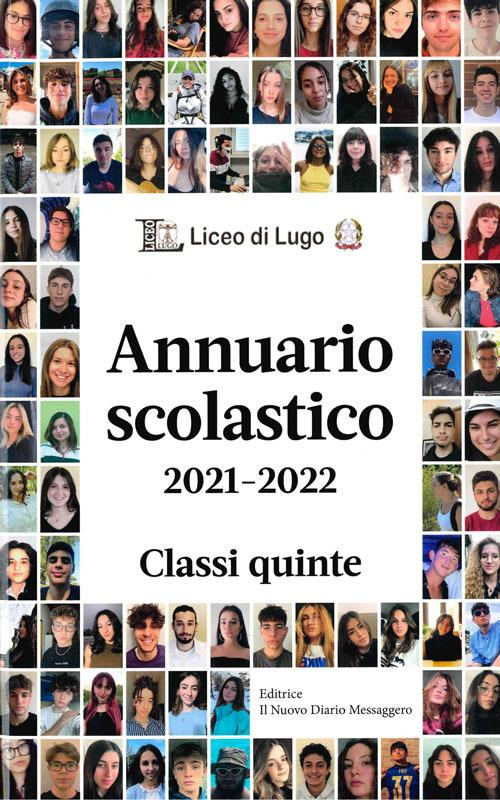 LICEO
LUGO
Liceo di Lugo
Annuario
scolastico
2021–2022
Classi quinte
Editrice
Il Nuovo Diario Messaggero